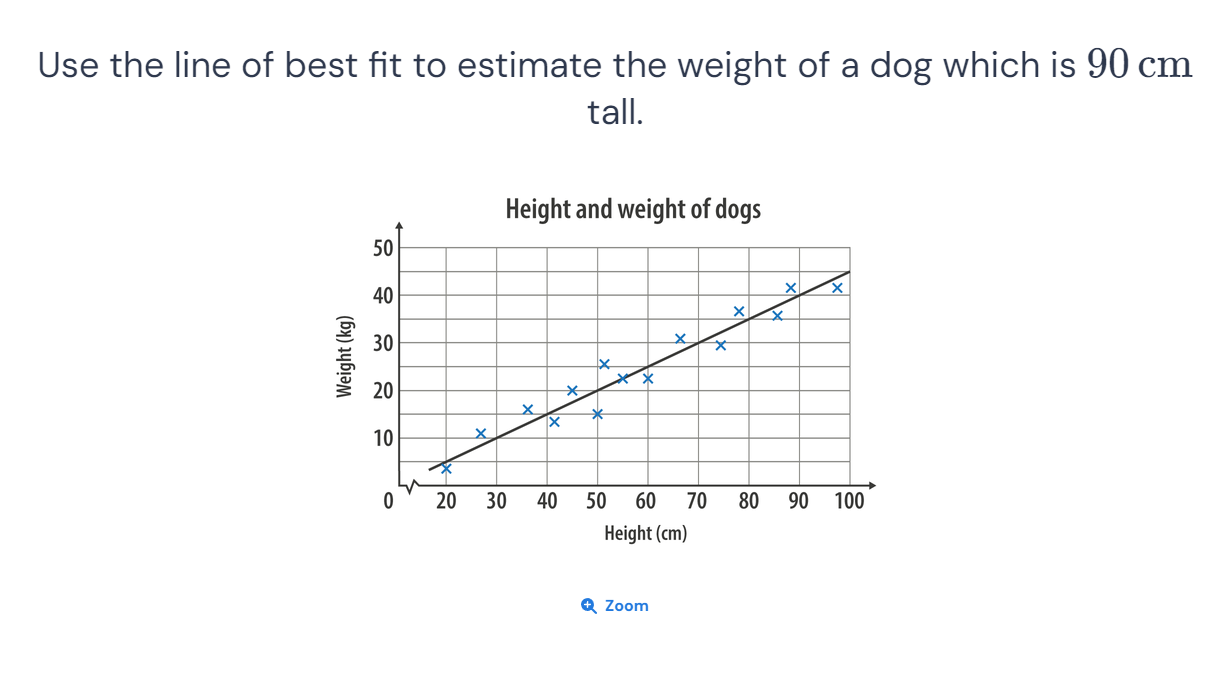 Use the line of best fit to estimate the weight of a dog which is 90 cm
tall.
Height and weight of dogs
50
40
30
20
10
Weight (kg)
0 20 30 40 50 60 70 80 90 100
Height (cm)
Zoom